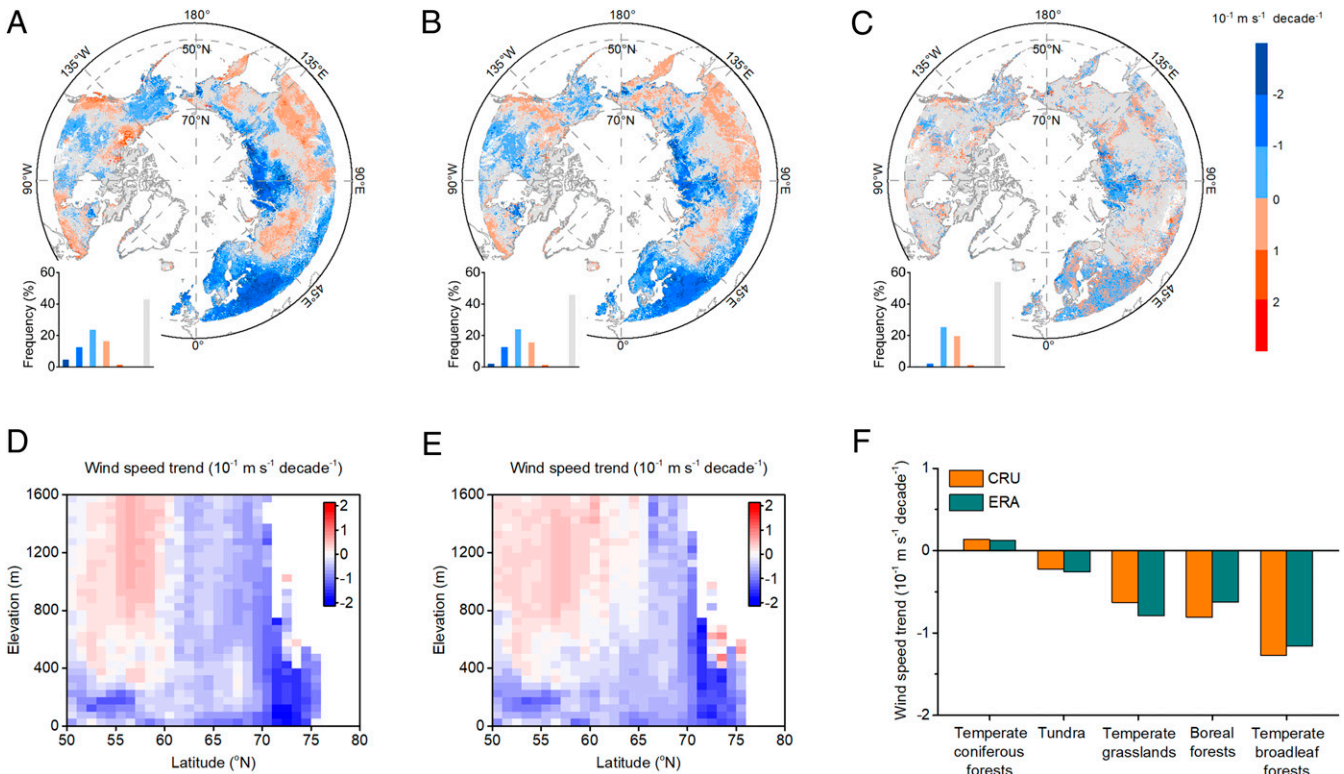 A
B
C
180°
135°W
50°N
135°E
70°N
90°W
90°E
45°E
0°
180°
135°W
50°N
135°E
70°N
90°W
90°E
45°E
0°
180°
135°W
50°N
135°E
70°N
90°W
90°E
45°E
0°
10⁻¹ m s⁻¹ decade⁻¹
-2
-1
0
1
2
Frequency (%)
60
40
20
0
Frequency (%)
60
40
20
0
Frequency (%)
60
40
20
0
D
Wind speed trend (10⁻¹ m s⁻¹ decade⁻¹)
Elevation (m)
1600
1200
800
400
0
2
1
0
-1
-2
50 55 60 65 70 75 80
Latitude (°N)
E
Wind speed trend (10⁻¹ m s⁻¹ decade⁻¹)
Elevation (m)
1600
1200
800
400
0
2
1
0
-1
-2
50 55 60 65 70 75 80
Latitude (°N)
F
Wind speed trend (10⁻¹ m s⁻¹ decade⁻¹)
1
0
-1
-2
CRU
ERA
Temperate
coniferous
forests
Tundra
Temperate
grasslands
Boreal
forests
Temperate
broadleaf
forests